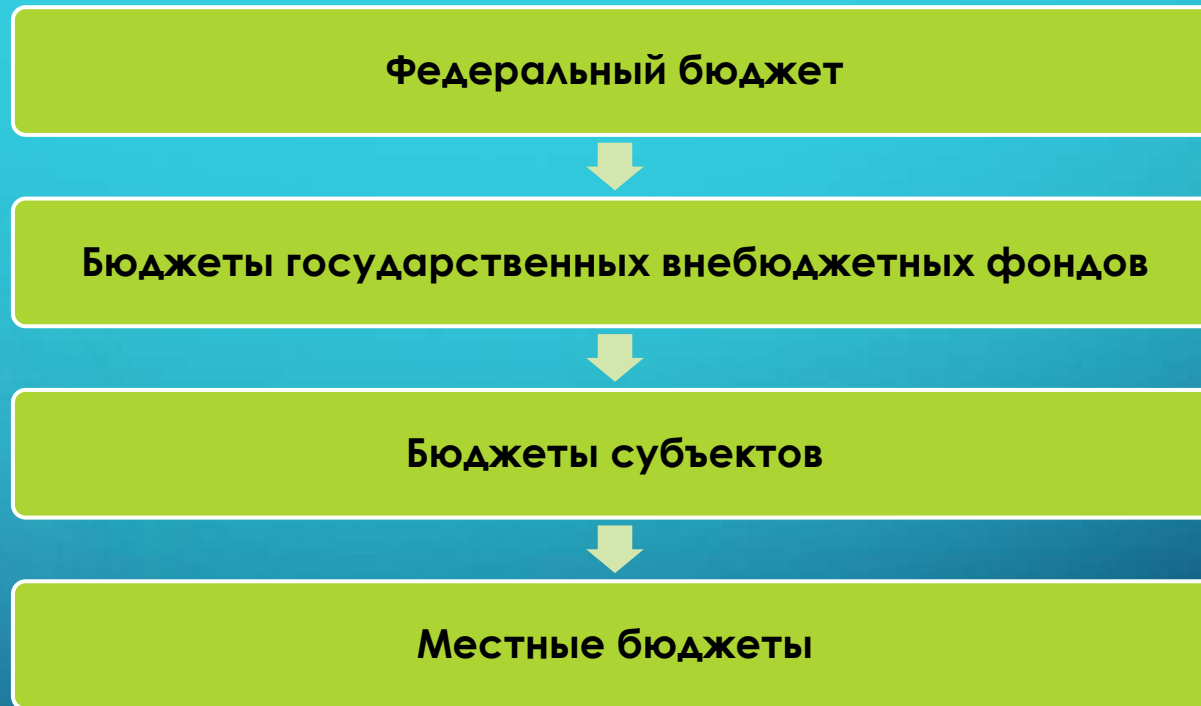 Федеральный бюджет
Бюджеты государственных внебюджетных фондов
Бюджеты субъектов
Местные бюджеты